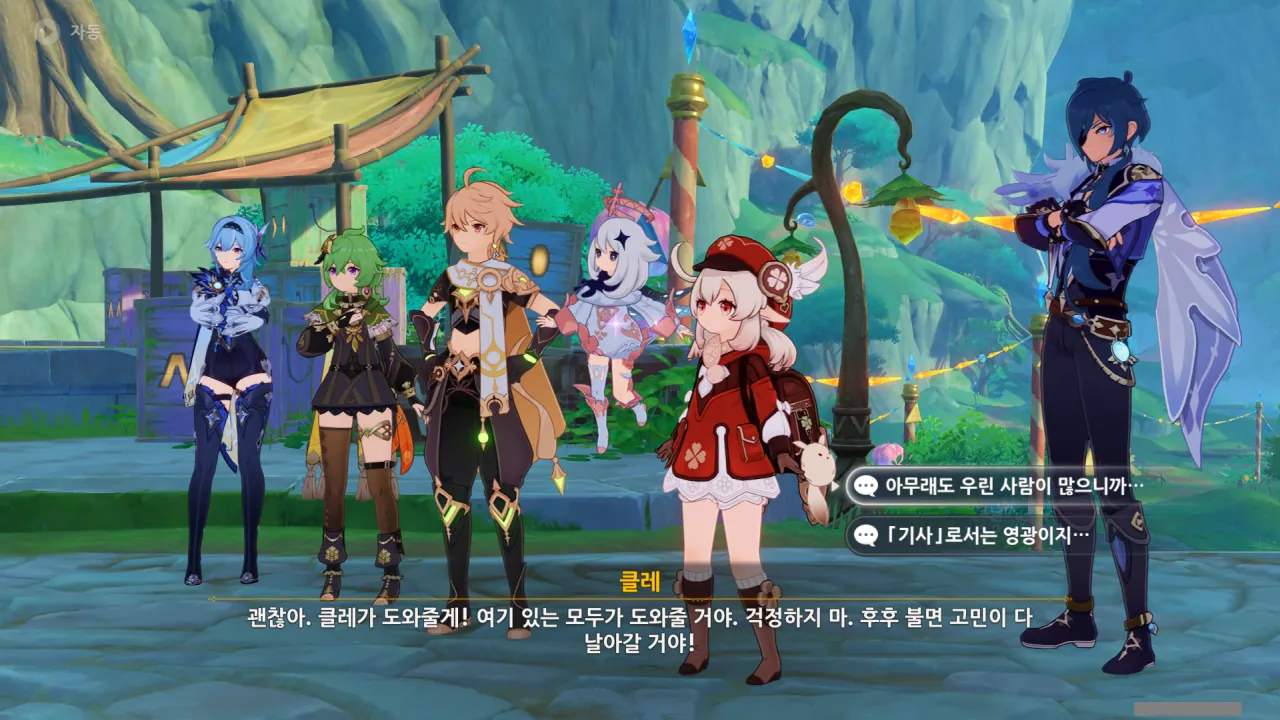 자동
아무래도 우린 사람이 많으니까…
「기사」로서는 영광이지…
클레
괜찮아. 클레가 도와줄게! 여기 있는 모두가 도와줄 거야. 걱정하지 마. 후후 불면 고민이 다
날아갈 거야!